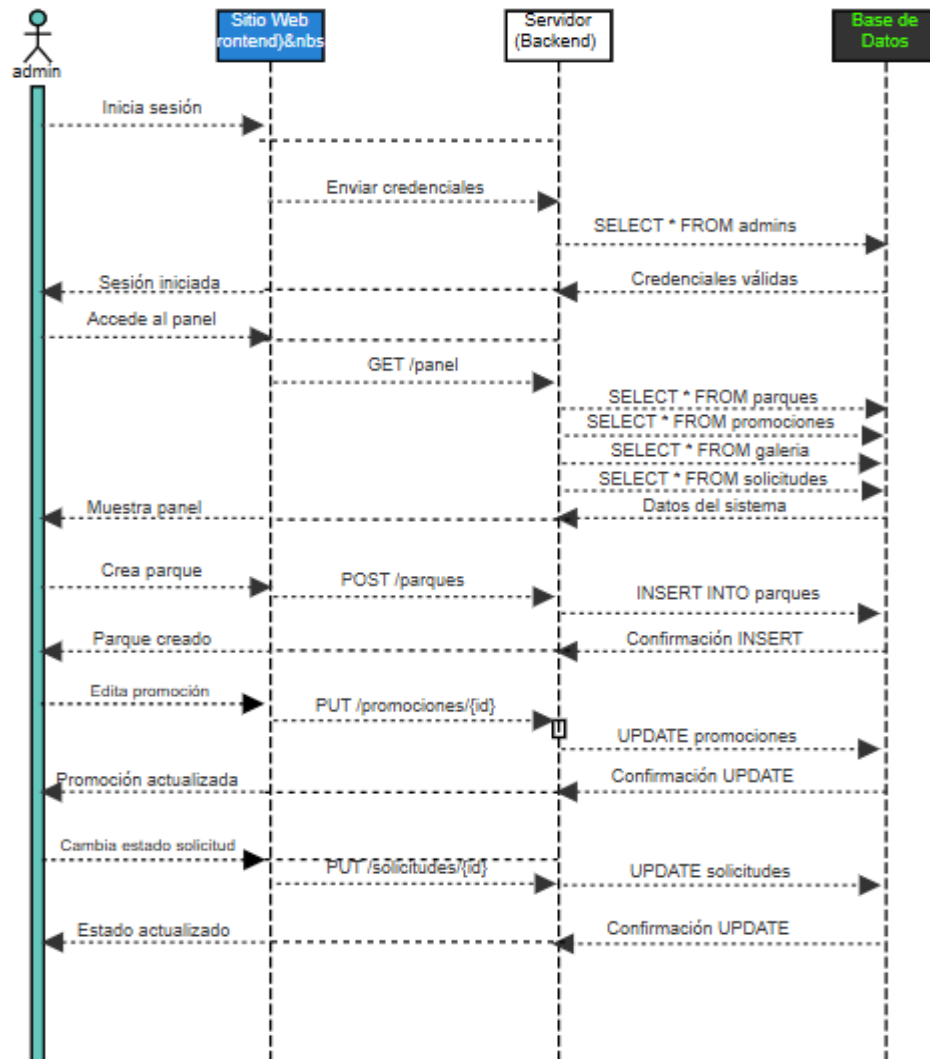 Sitio Web
rontend)&nbs
Servidor
(Backend)
Base de
Datos
admin
Inicia sesión
Enviar credenciales
SELECT * FROM admins
Sesión iniciada
Credenciales válidas
Accede al panel
GET /panel
SELECT * FROM parques
SELECT * FROM promociones
SELECT * FROM galeria
SELECT * FROM solicitudes
Muestra panel
Datos del sistema
Crea parque
POST /parques
INSERT INTO parques
Parque creado
Confirmación INSERT
Edita promoción
PUT /promociones/{id}
UPDATE promociones
Promoción actualizada
Confirmación UPDATE
Cambia estado solicitud
PUT /solicitudes/{id}
UPDATE solicitudes
Estado actualizado
Confirmación UPDATE